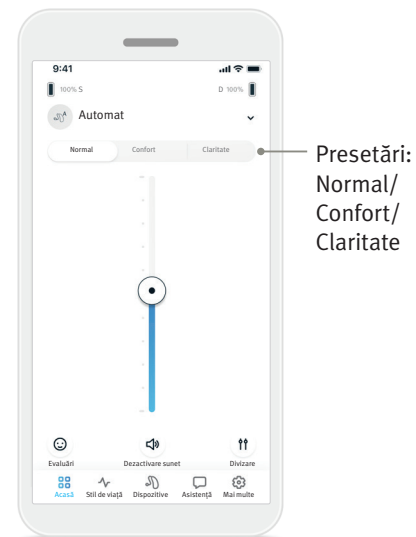 9:41
100% S
D 100%
A
Automat
Normal
Confort
Claritate
Presetări:
Normal/
Confort/
Claritate
Evaluări
Dezactivare sunet
Divizare
Acasă
Stil de viață
Dispozitive
Asistență
Mai multe